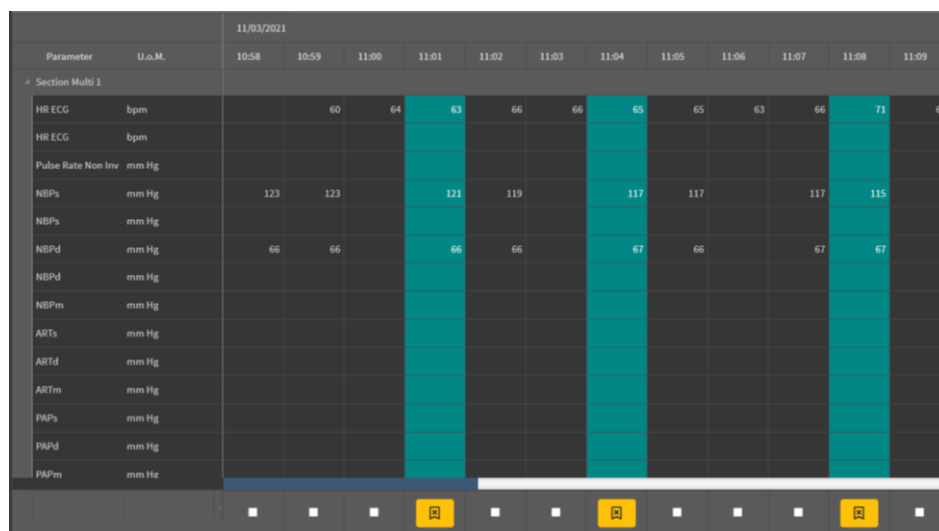 11/03/2021
Parameter U.o.M. 10:58 10:59 11:00 11:01 11:02 11:03 11:04 11:05 11:06 11:07 11:08 11:09
Section Multi 1
HR ECG bpm 60 64 63 66 66 65 65 63 66 71
HR ECG bpm
Pulse Rate Non Inv mm Hg
NBPs mm Hg 123 123 121 119 117 117 117 115
NBPs mm Hg
NBPd mm Hg 66 66 66 66 67 66 67 67
NBPd mm Hg
NBPm mm Hg
ARTs mm Hg
ARTd mm Hg
ARTm mm Hg
PAPs mm Hg
PAPd mm Hg
PAPm mm Hg